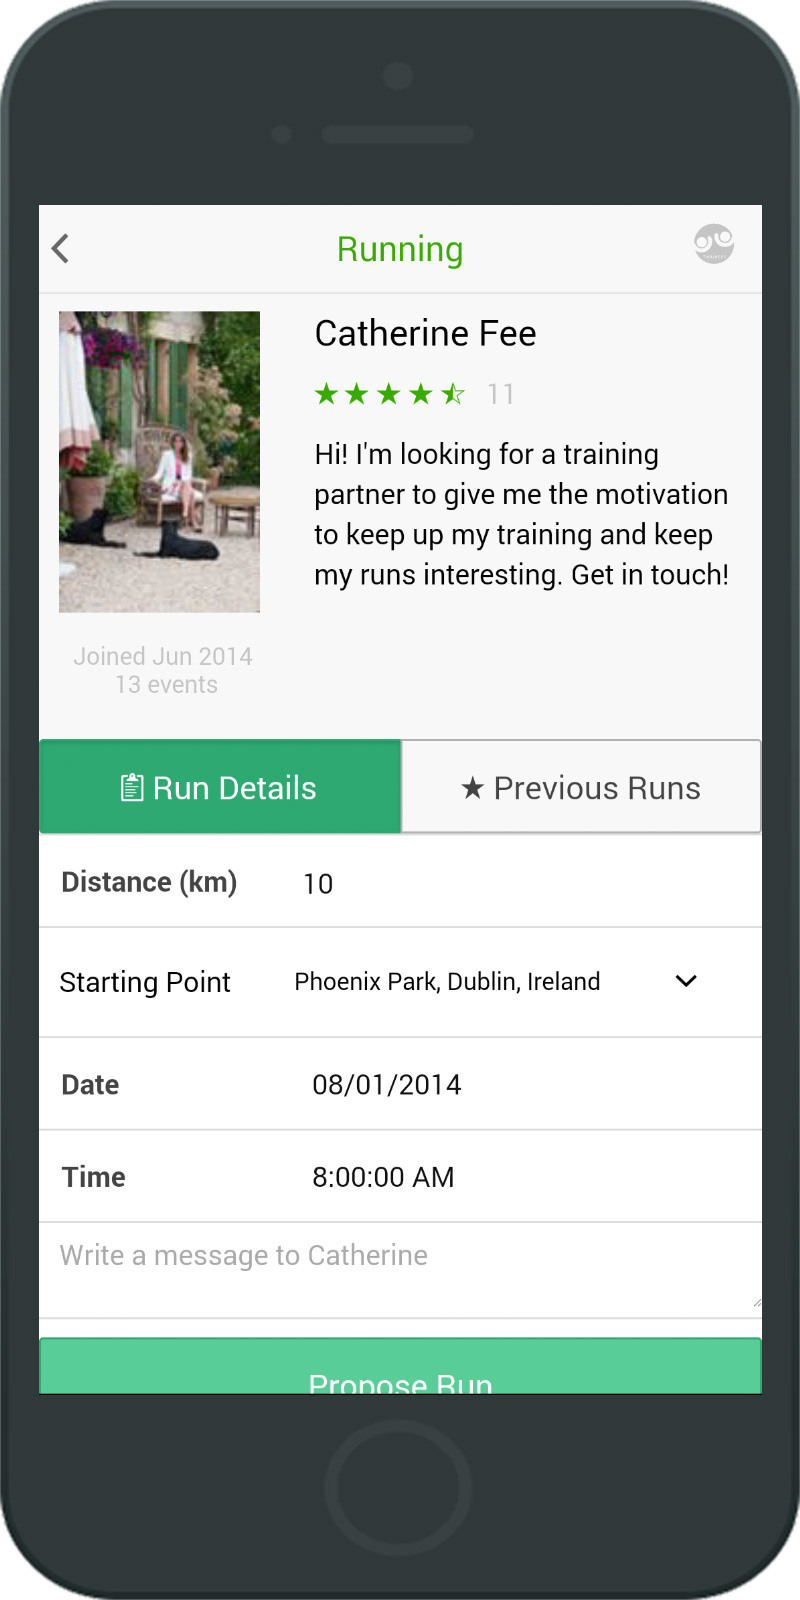 Running
Catherine Fee
11
Hi! I'm looking for a training
partner to give me the motivation
to keep up my training and keep
my runs interesting. Get in touch!
Joined Jun 2014
13 events
Run Details
Previous Runs
Distance (km) 10
Starting Point Phoenix Park, Dublin, Ireland
Date 08/01/2014
Time 8:00:00 AM
Write a message to Catherine
Propose Run